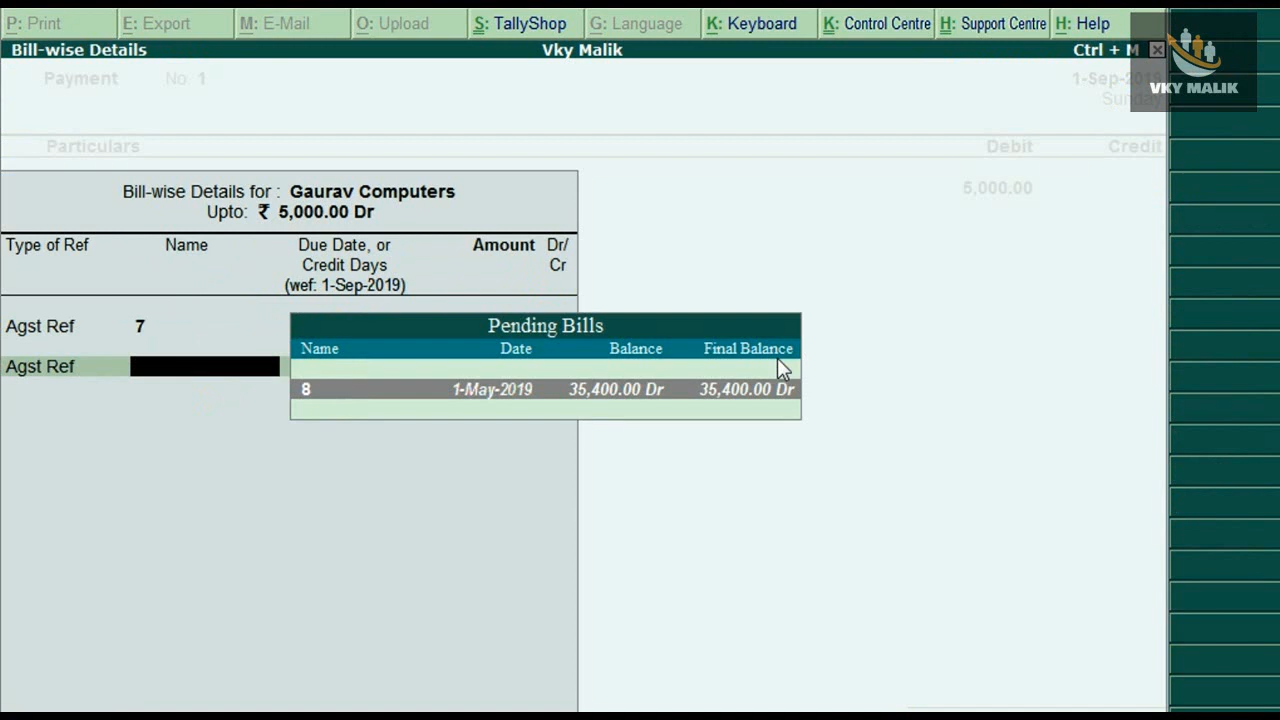 P: Print E: Export M: E-Mail O: Upload S: TallyShop G: Language K: Keyboard K: Control Centre H: Support Centre H: Help
Bill-wise Details Vky Malik Ctrl + M
Payment No 1 1-Sep-2019
Sunday
VKY MALIK
Particulars Debit Credit
5,000.00
Bill-wise Details for : Gaurav Computers
Upto: ₹ 5,000.00 Dr
Type of Ref Name Due Date, or Amount Dr/
Credit Days Cr
(wef: 1-Sep-2019)
Agst Ref 7
Agst Ref
Pending Bills
Name Date Balance Final Balance
8 1-May-2019 35,400.00 Dr 35,400.00 Dr